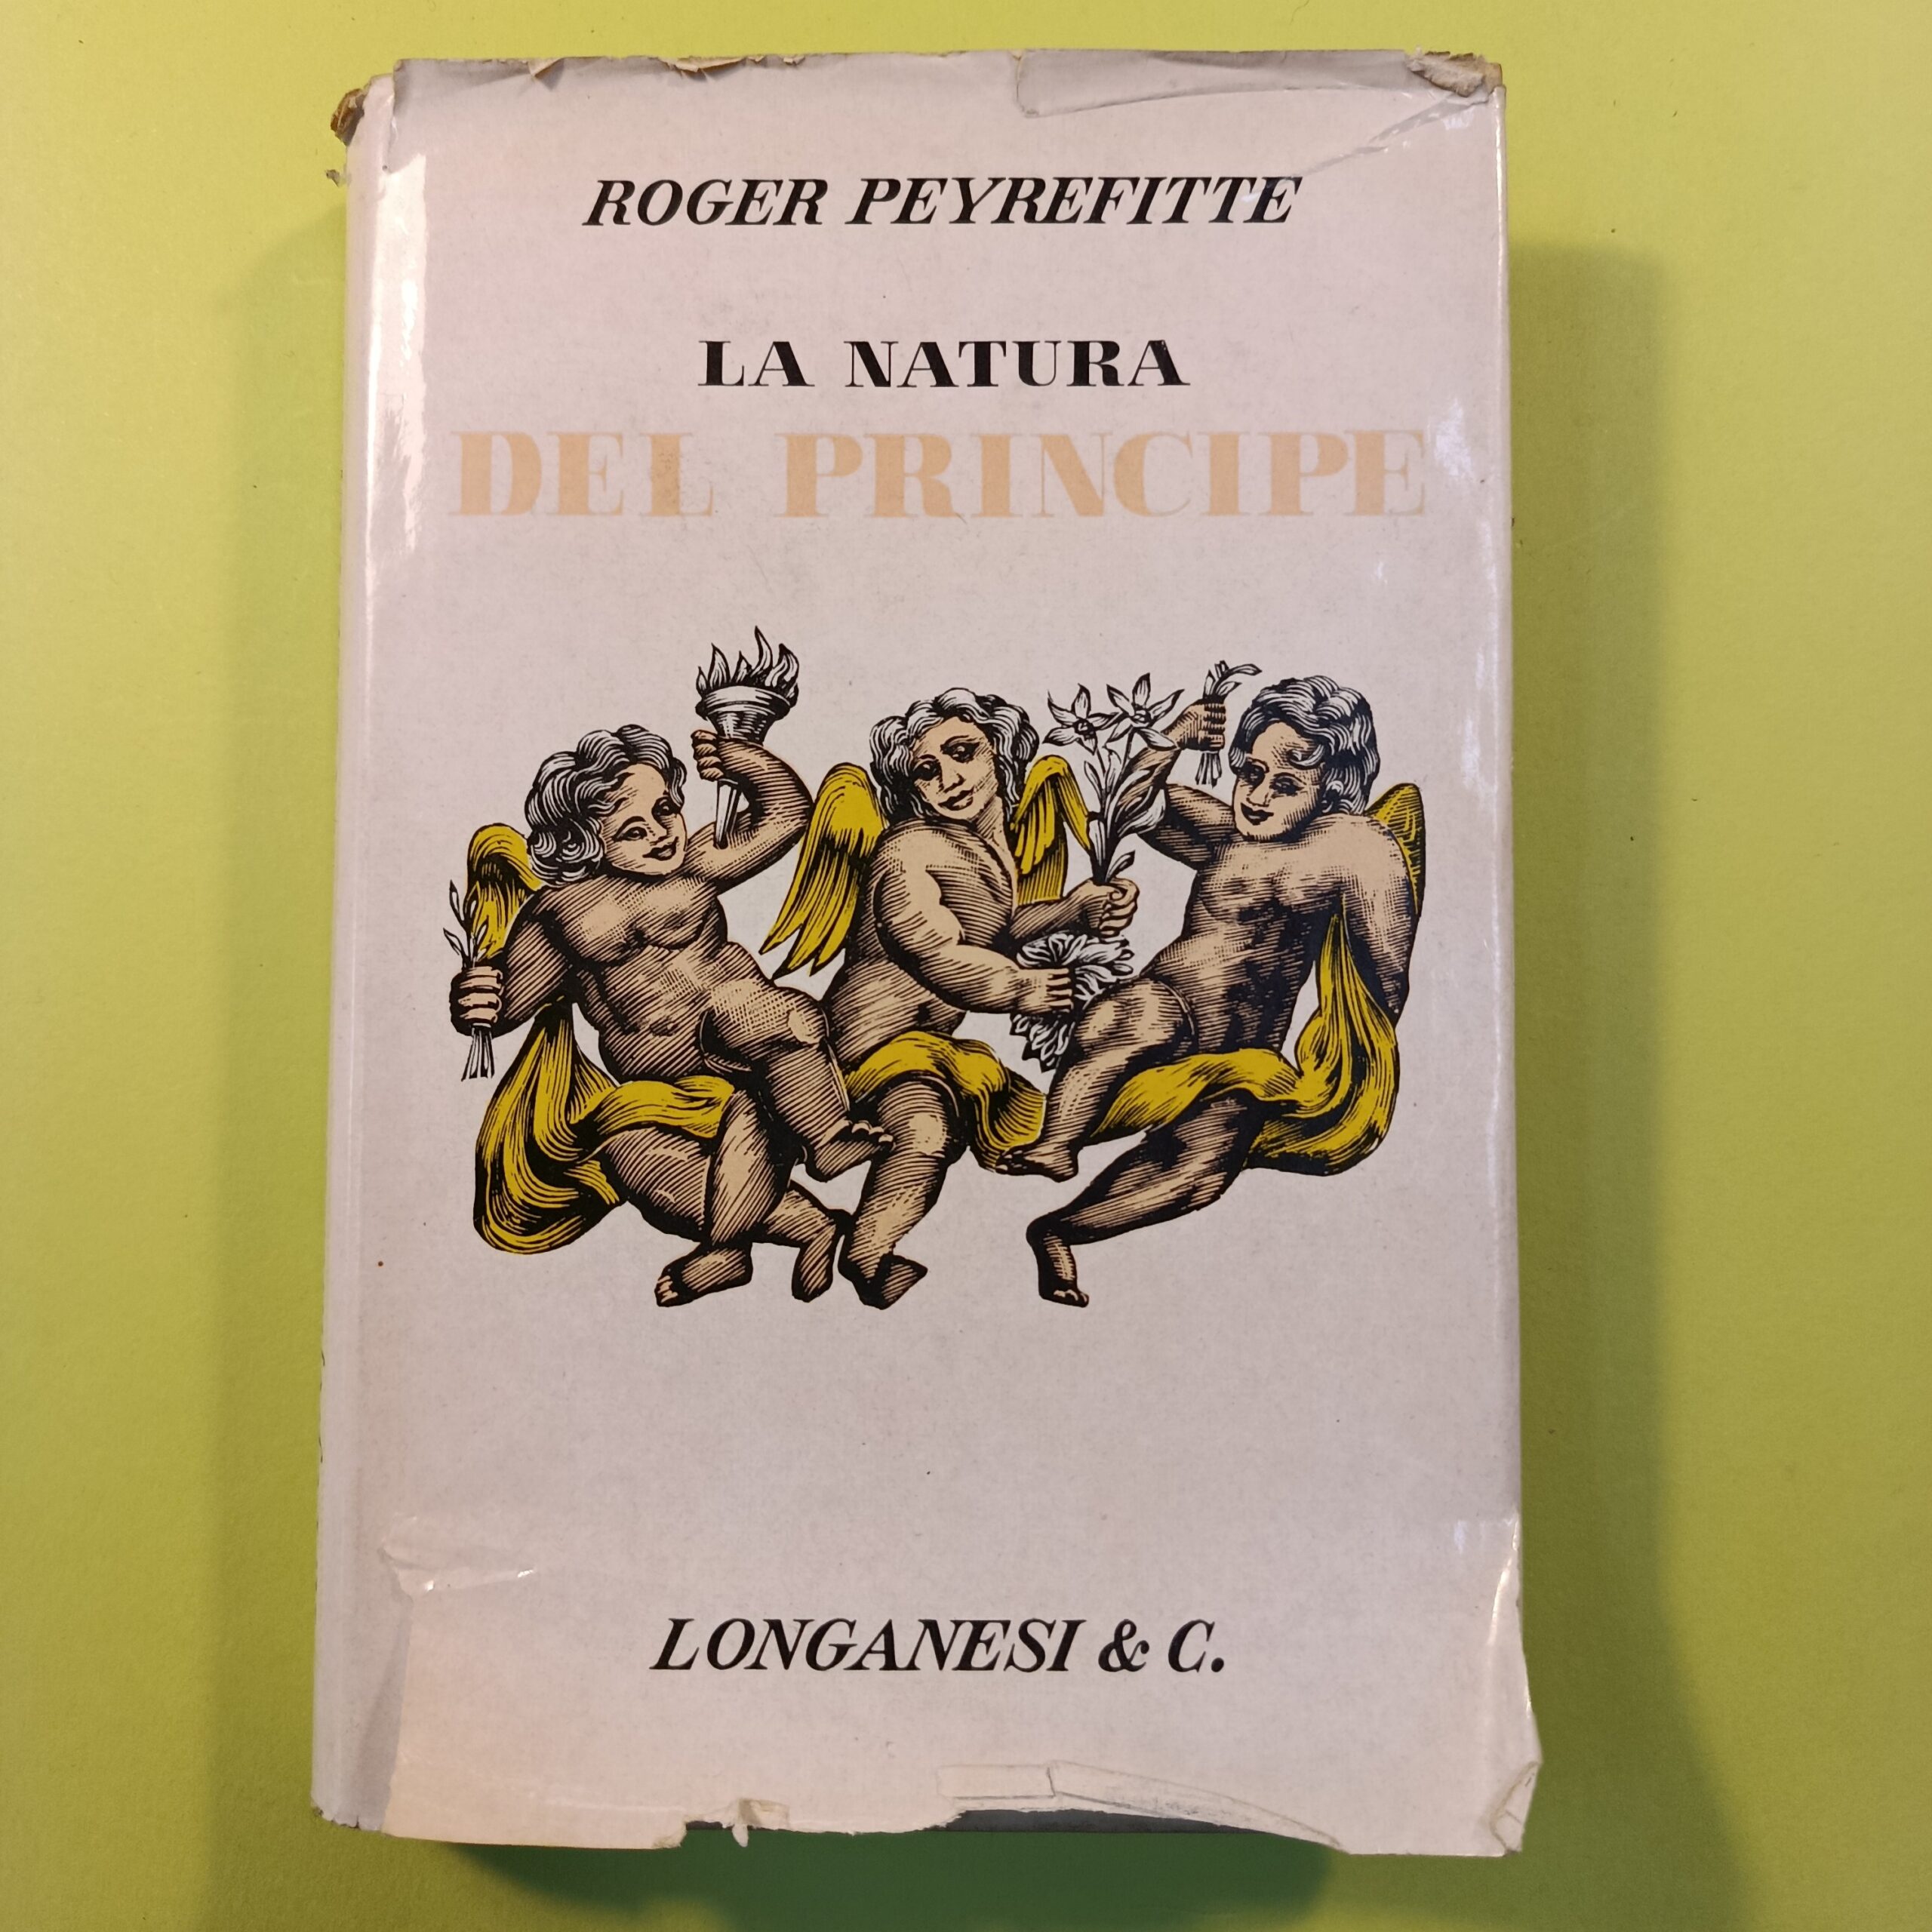 ROGER PEYREFITTE
LA NATURA
DEL PRINCIPE
LONGANESI & C.